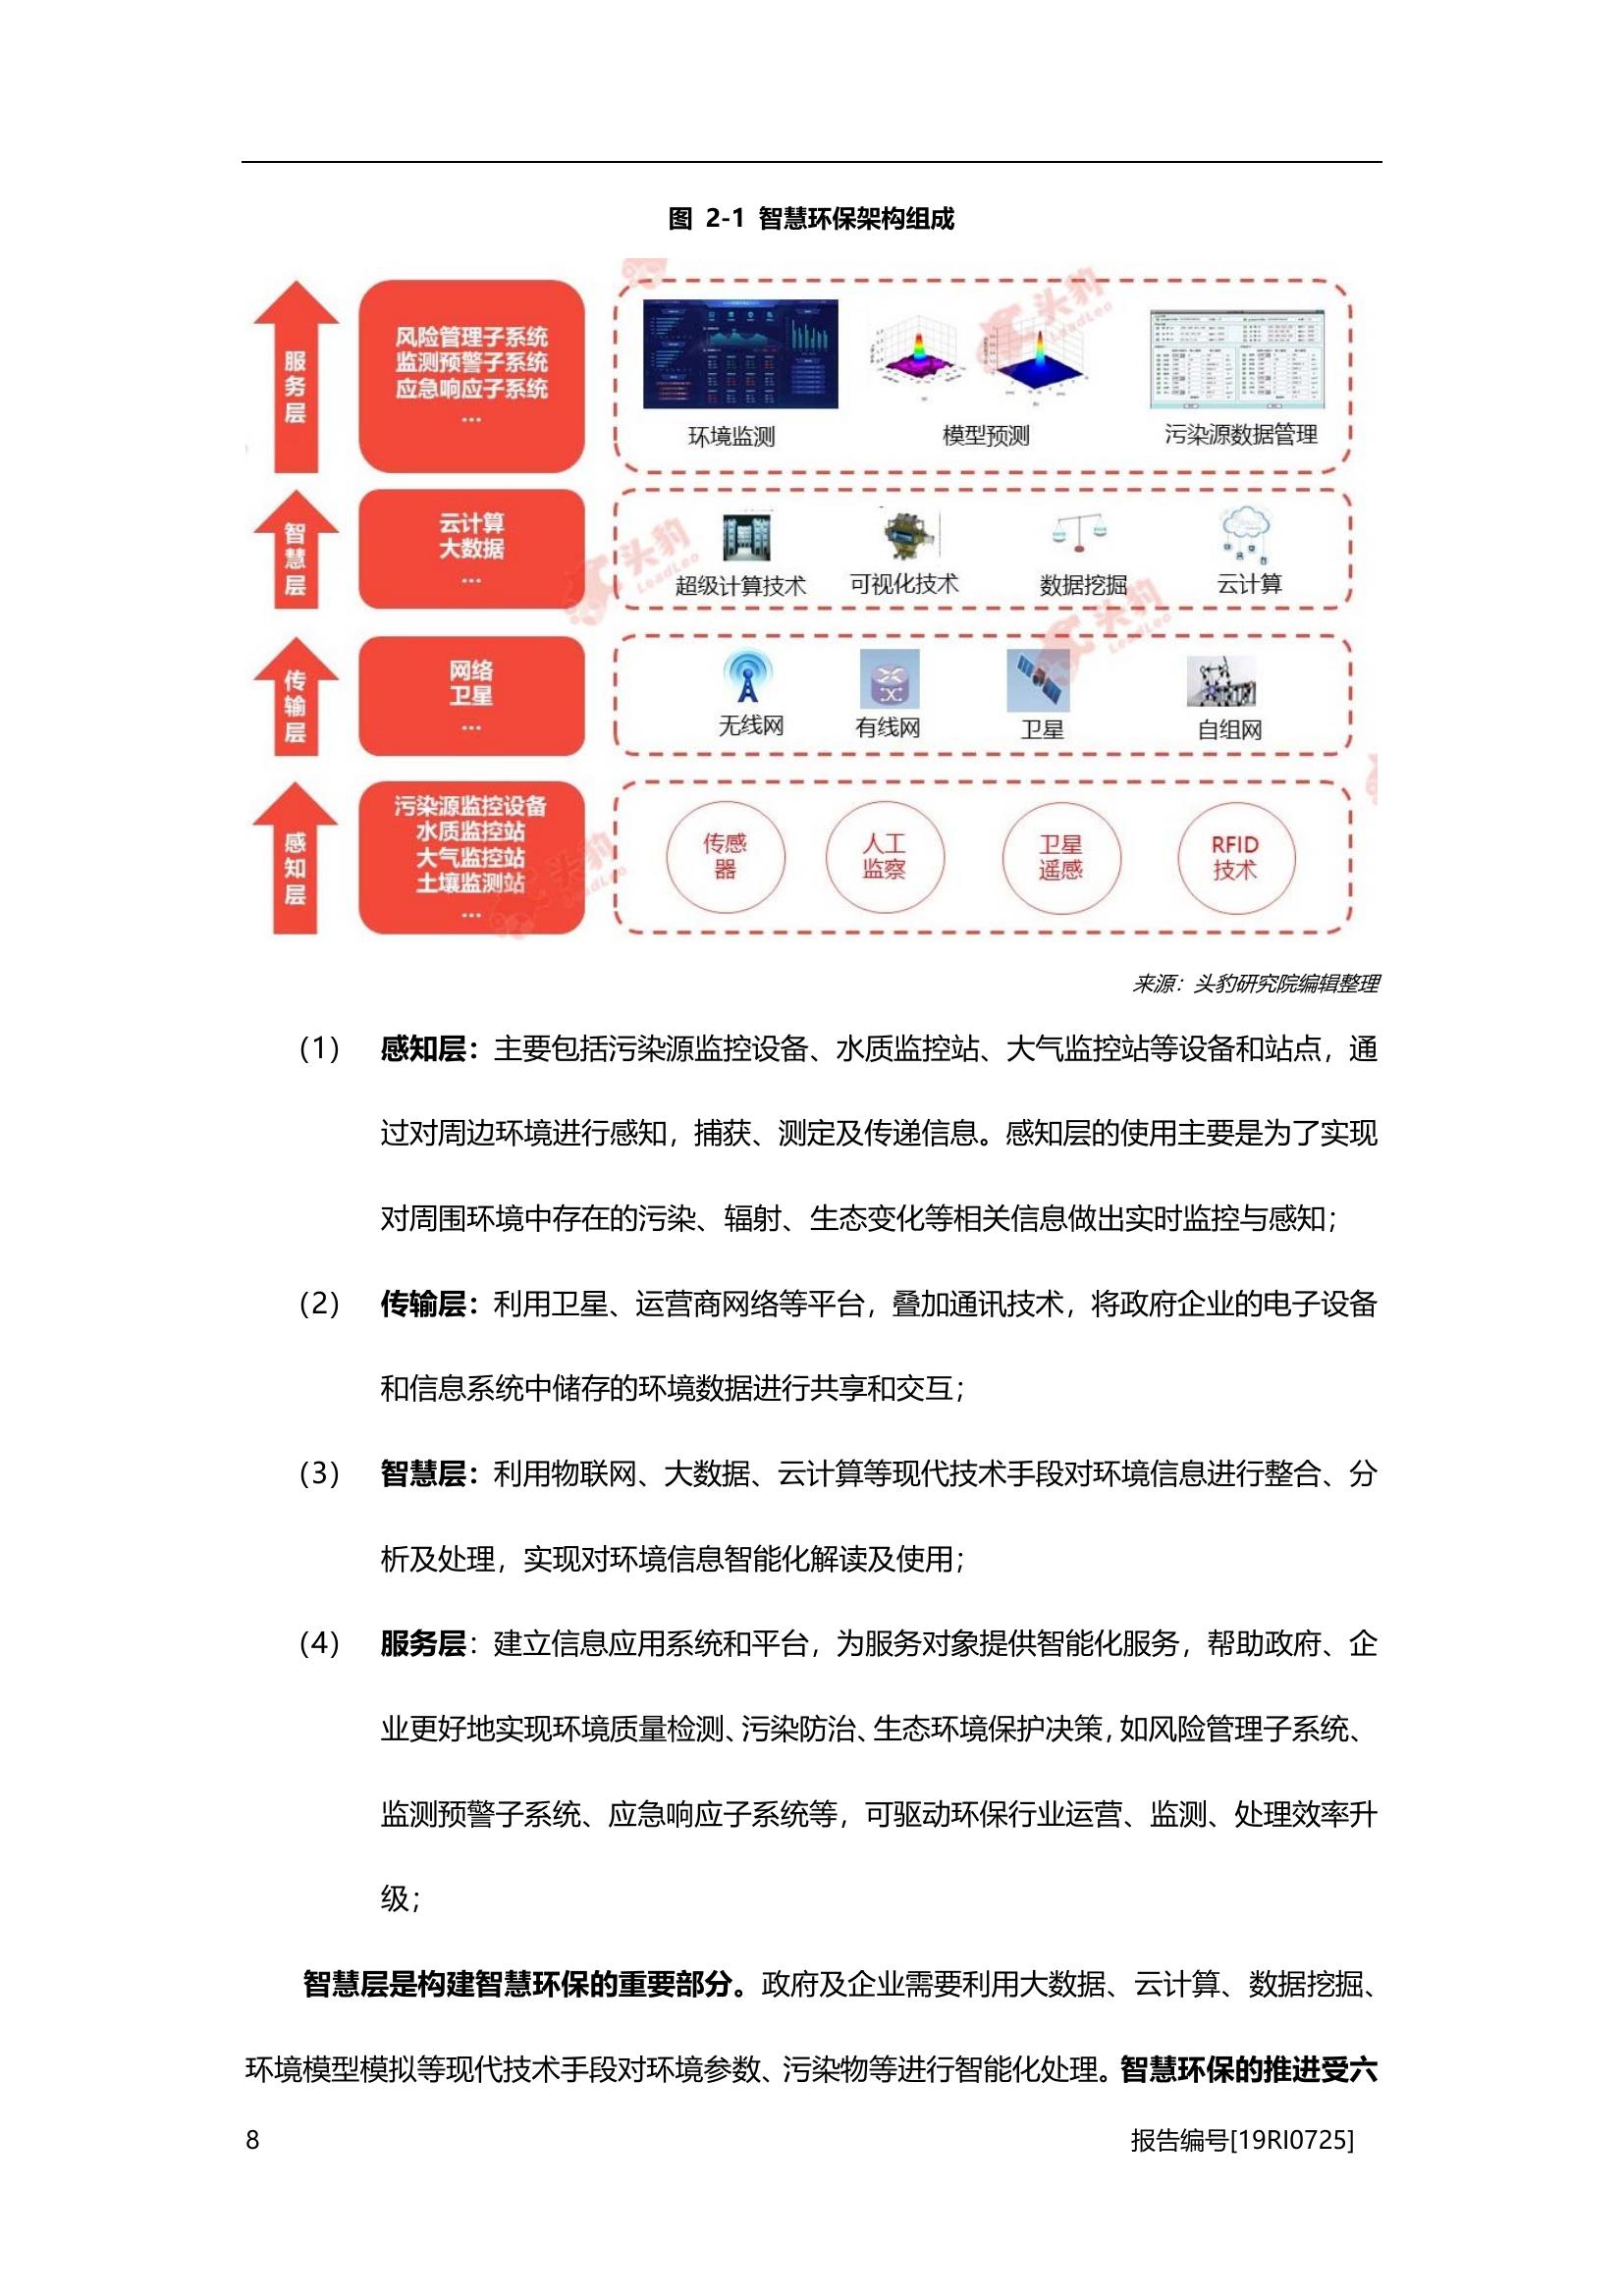 图 2-1 智慧环保架构组成
服务层
风险管理子系统
监测预警子系统
应急响应子系统
...
环境监测
模型预测
污染源数据管理
智慧层
云计算
大数据
...
超级计算技术
可视化技术
数据挖掘
云计算
传输层
网络
卫星
...
无线网
有线网
卫星
自组网
感知层
污染源监控设备
水质监控站
大气监控站
土壤监测站
...
传感
器
人工
监察
卫星
遥感
RFID
技术
头豹
LeadLeo
头豹
LeadLeo
头豹
LeadLeo
头豹
LeadLeo
来源：头豹研究院编辑整理
（1） 感知层：主要包括污染源监控设备、水质监控站、大气监控站等设备和站点，通
过对周边环境进行感知，捕获、测定及传递信息。感知层的使用主要是为了实现
对周围环境中存在的污染、辐射、生态变化等相关信息做出实时监控与感知；
（2） 传输层：利用卫星、运营商网络等平台，叠加通讯技术，将政府企业的电子设备
和信息系统中储存的环境数据进行共享和交互；
（3） 智慧层：利用物联网、大数据、云计算等现代技术手段对环境信息进行整合、分
析及处理，实现对环境信息智能化解读及使用；
（4） 服务层：建立信息应用系统和平台，为服务对象提供智能化服务，帮助政府、企
业更好地实现环境质量检测、污染防治、生态环境保护决策，如风险管理子系统、
监测预警子系统、应急响应子系统等，可驱动环保行业运营、监测、处理效率升
级；
智慧层是构建智慧环保的重要部分。政府及企业需要利用大数据、云计算、数据挖掘、
环境模型模拟等现代技术手段对环境参数、污染物等进行智能化处理。智慧环保的推进受六
8
报告编号[19RI0725]